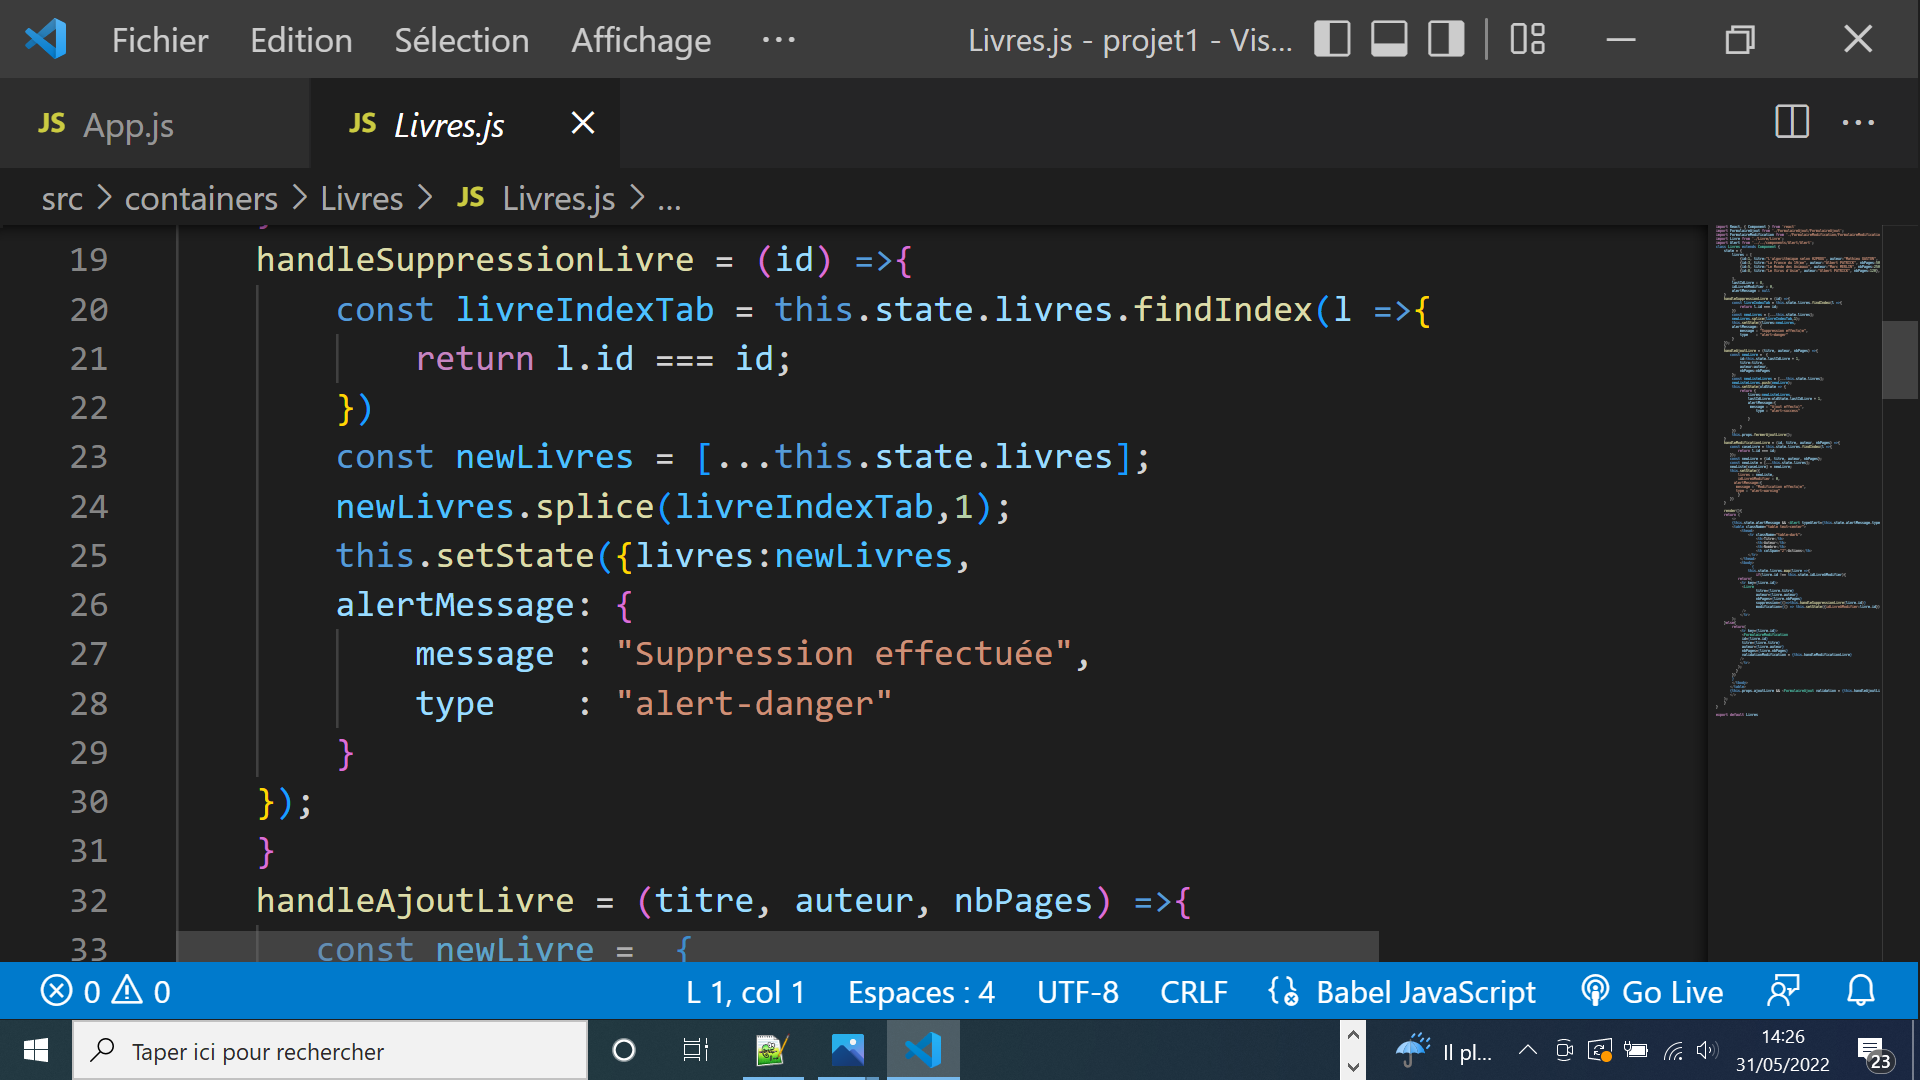 Fichier Edition Sélection Affichage ··· Livres.js - projet1 - Vis...
JS App.js JS Livres.js
src > containers > Livres > JS Livres.js > ...
19 handleSuppressionLivre = (id) =>{
20 const livreIndexTab = this.state.livres.findIndex(l =>{
21 return l.id === id;
22 })
23 const newLivres = [...this.state.livres];
24 newLivres.splice(livreIndexTab,1);
25 this.setState({livres:newLivres,
26 alertMessage: {
27 message : "Suppression effectuée",
28 type    : "alert-danger"
29 }
30 });
31 }
32 handleAjoutLivre = (titre, auteur, nbPages) =>{
33 const newLivre =  {
0 0 L 1, col 1 Espaces : 4 UTF-8 CRLF Babel JavaScript Go Live
Taper ici pour rechercher
Il pl...
14:26
31/05/2022
23